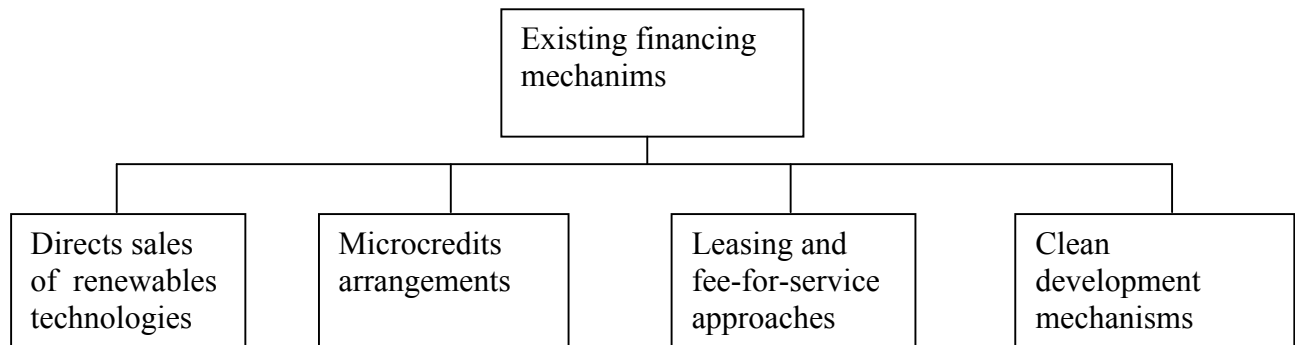 Existing financing
mechanims
Directs sales
of renewables
technologies
Microcredits
arrangements
Leasing and
fee-for-service
approaches
Clean
development
mechanisms